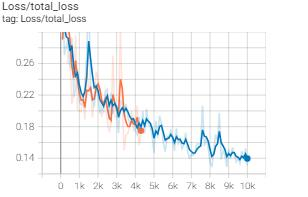 Loss/total_loss
tag: Loss/total_loss
0.26
0.22
0.18
0.14
0 1k 2k 3k 4k 5k 6k 7k 8k 9k 10k